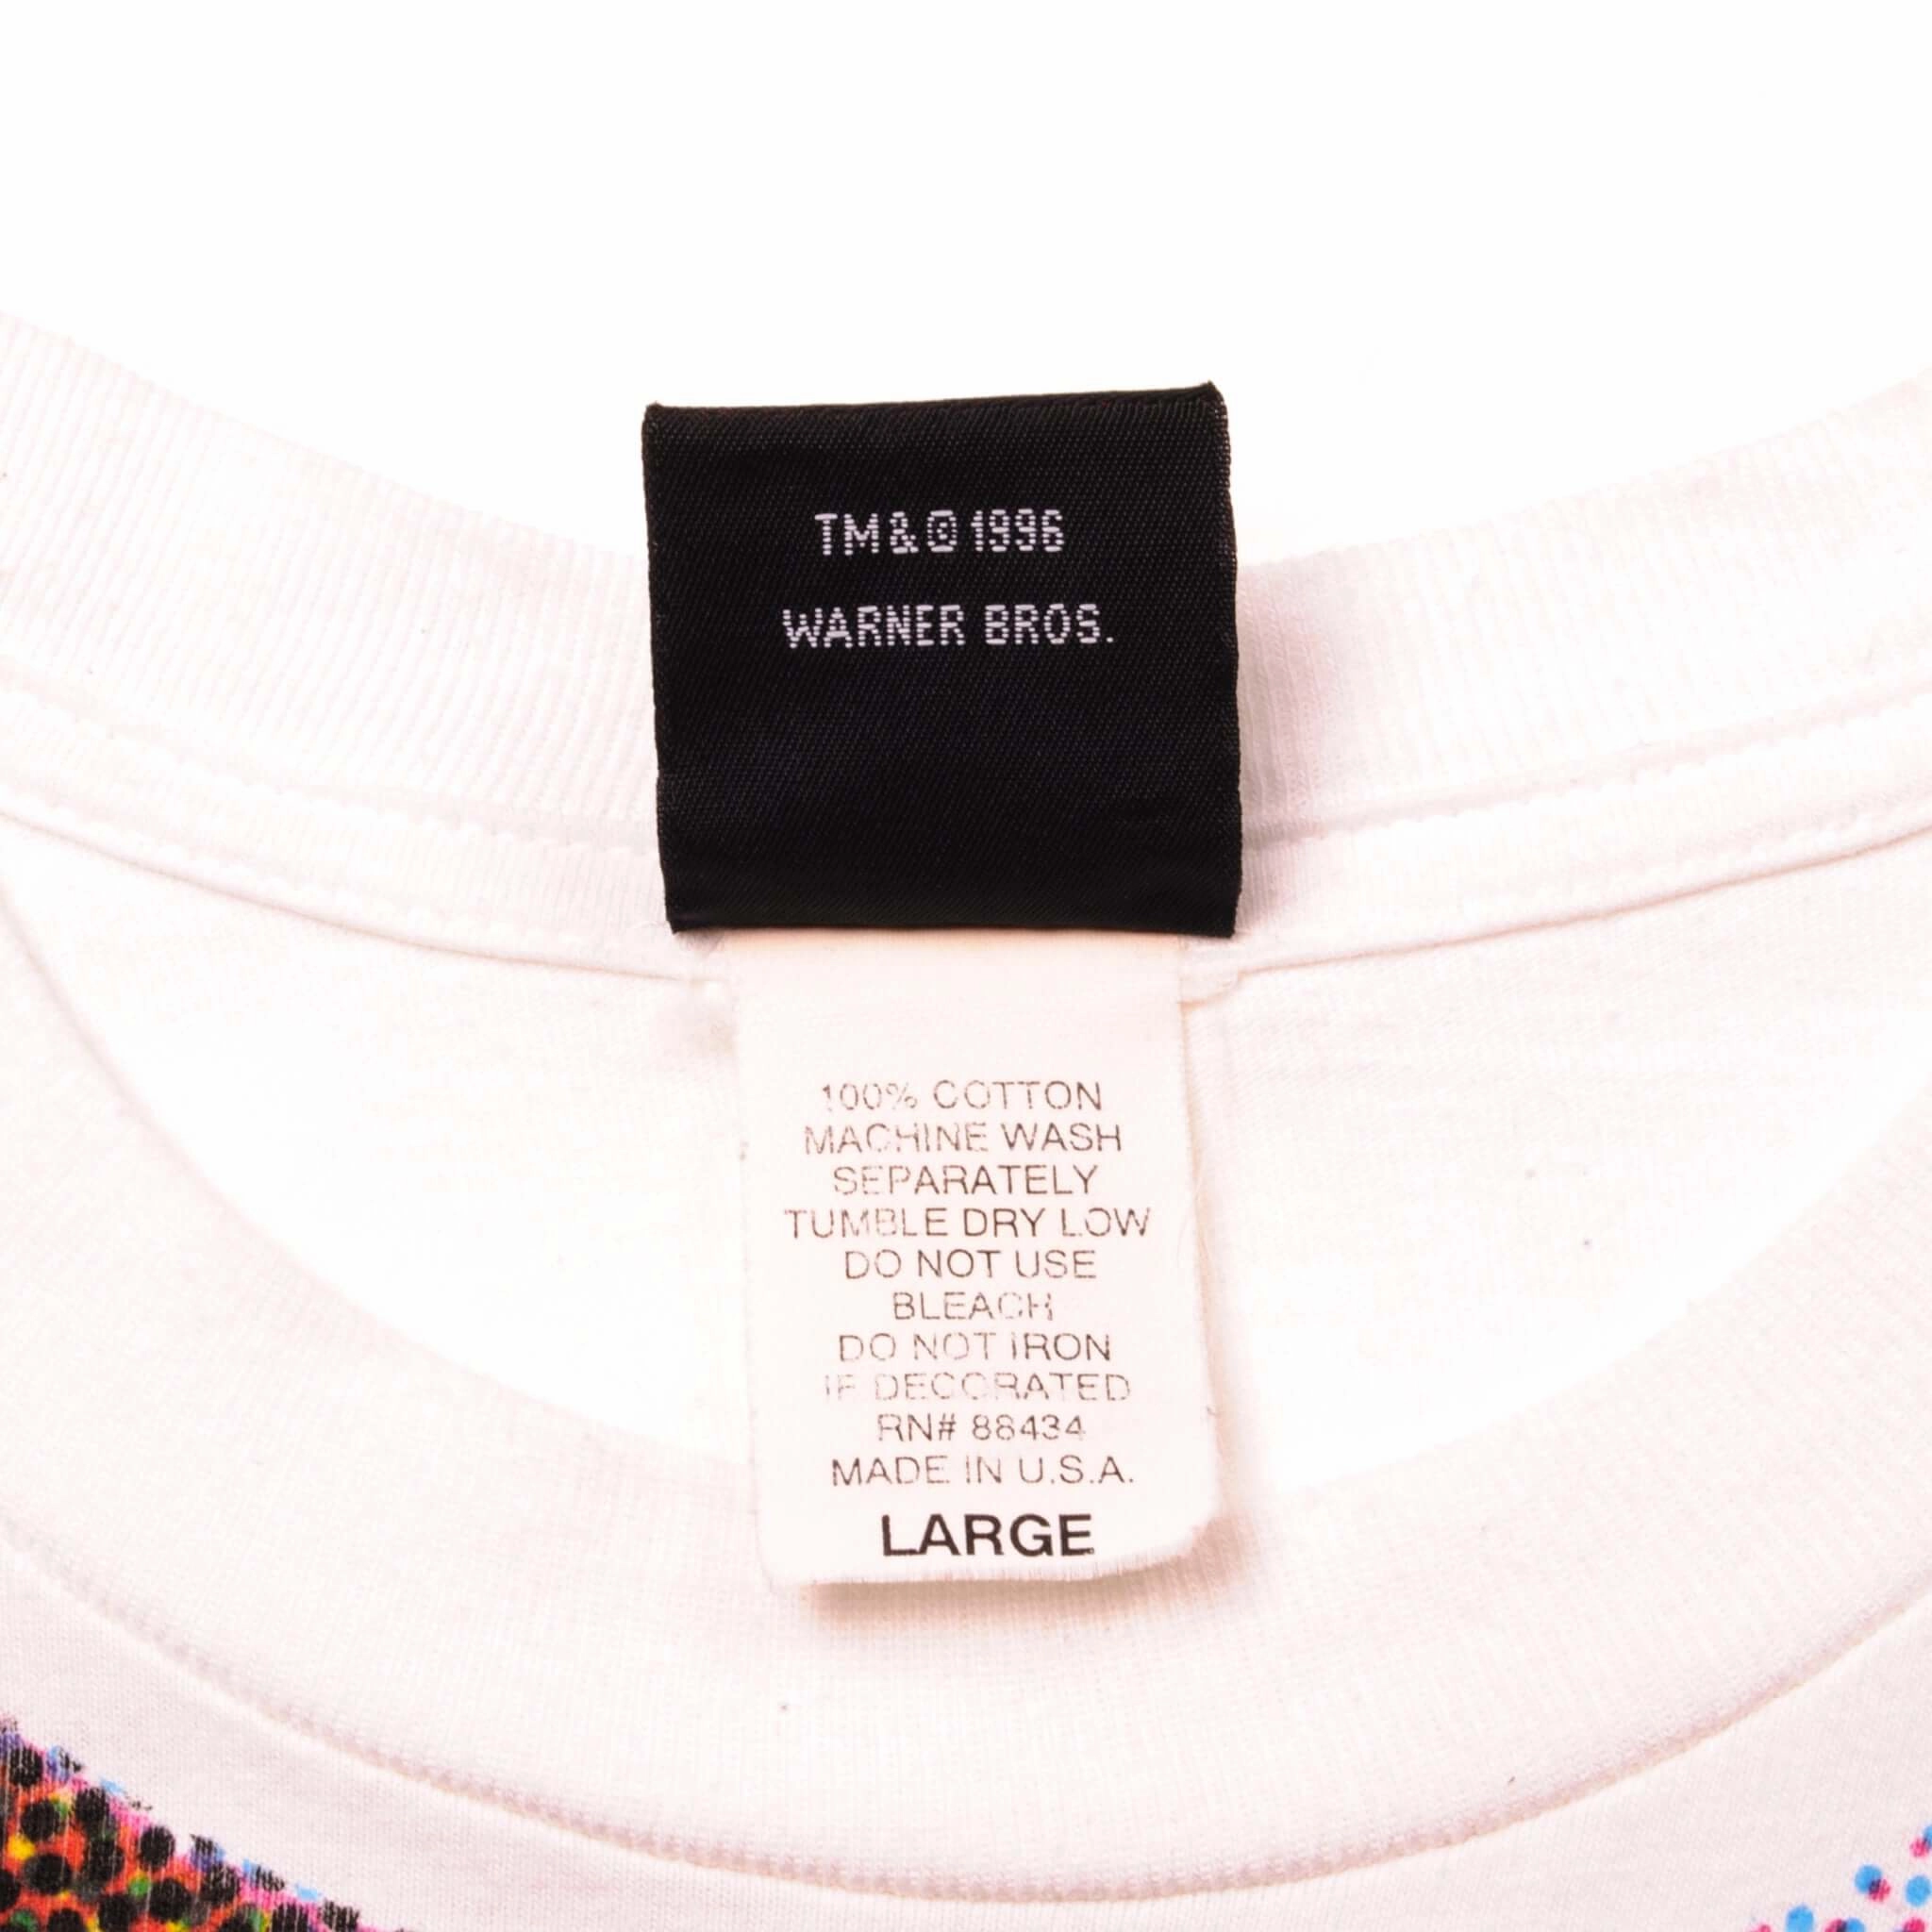 TM & © 1996
WARNER BROS.
100% COTTON
MACHINE WASH
SEPARATELY
TUMBLE DRY LOW
DO NOT USE
BLEACH
DO NOT IRON
IF DECORATED
RN# 88434
MADE IN U.S.A.
LARGE